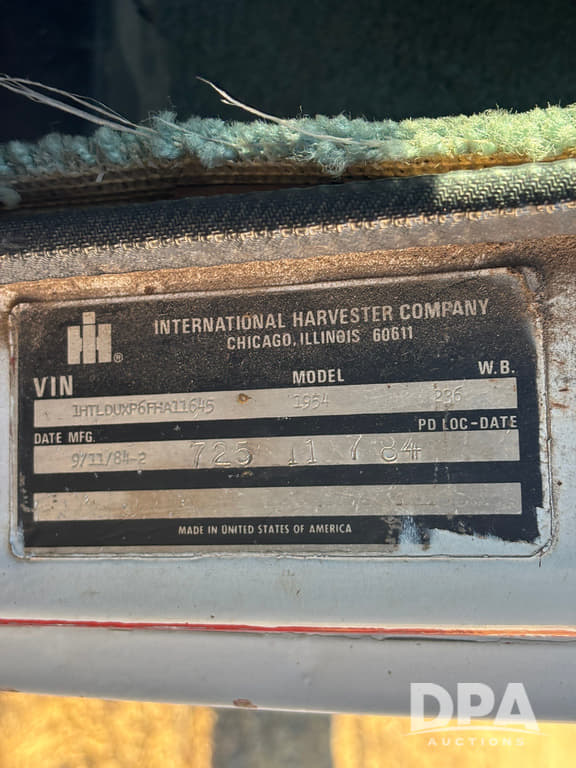 IH®
INTERNATIONAL HARVESTER COMPANY
CHICAGO, ILLINOIS 60611
VIN MODEL W.B.
1HTLDUXP6FHA11645 1954 236
DATE MFG. PD LOC-DATE
9/11/84-2 725 11 7 84
MADE IN UNITED STATES OF AMERICA
DPA
AUCTIONS